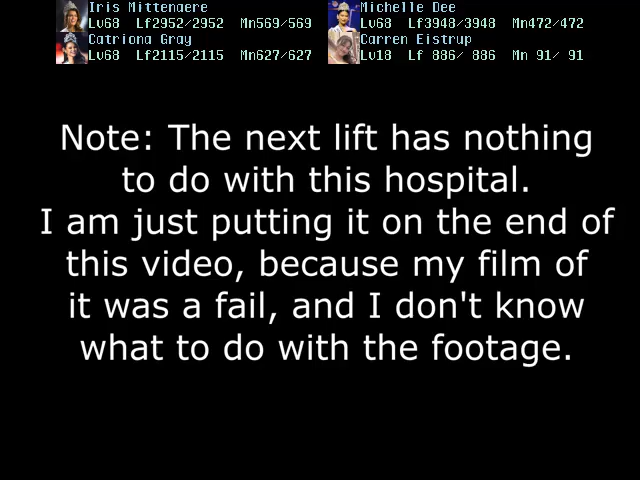 Iris Mittenaere
Lv68 Lf2952/2952 Mn569/569
Michelle Dee
Lv68 Lf3948/3948 Mn472/472
Catriona Gray
Lv68 Lf2115/2115 Mn627/627
Carren Eistrup
Lv18 Lf 886/ 886 Mn 91/ 91
Note: The next lift has nothing
to do with this hospital.
I am just putting it on the end of
this video, because my film of
it was a fail, and I don't know
what to do with the footage.